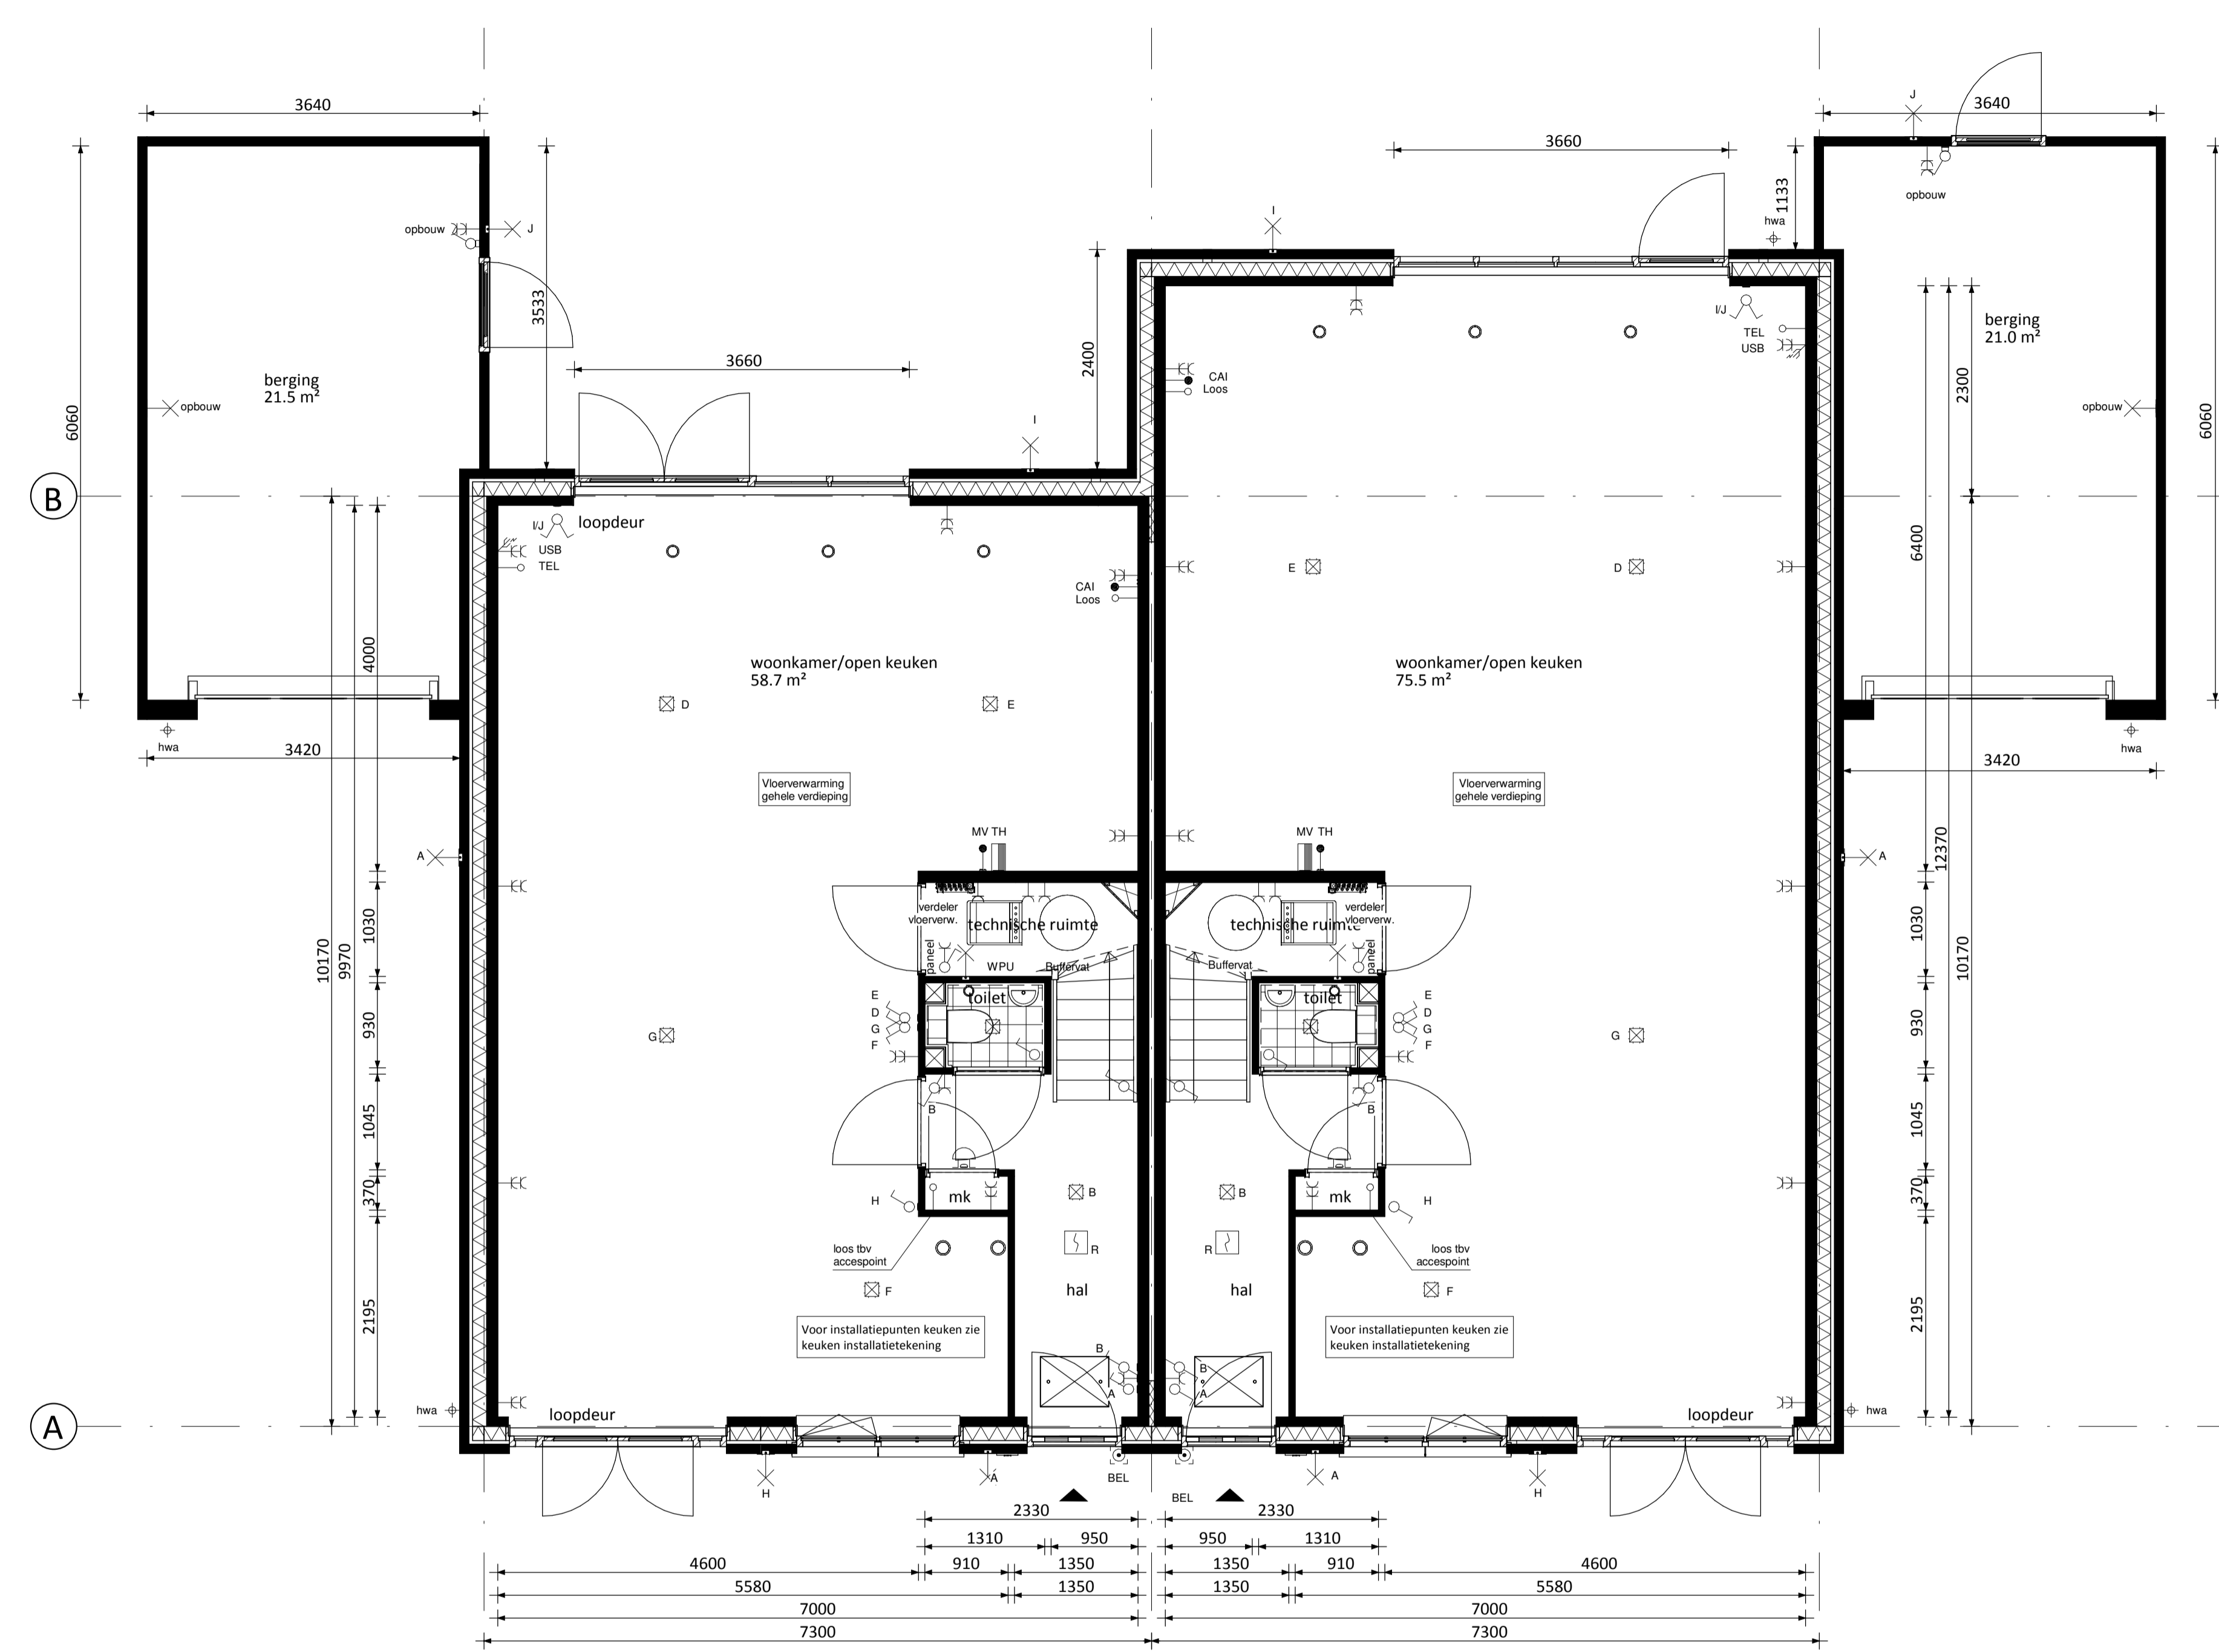 3640
3640
J
3660
1133
opbouw
I
hwa
opbouw
J
3533
3660
2400
I/J
TEL
USB
berging
21.0 m²
CAI
Loos
2300
berging
21.5 m²
opbouw
opbouw
6060
6060
I
B
I/J
loopdeur
USB
TEL
CAI
Loos
E
D
6400
4000
woonkamer/open keuken
58.7 m²
woonkamer/open keuken
75.5 m²
D
E
hwa
3420
hwa
3420
Vloerverwarming
gehele verdieping
Vloerverwarming
gehele verdieping
MV TH
MV TH
A
A
12370
verdeler
vloerverw.
technische ruimte
technische ruimte
verdeler
vloerverw.
paneel
WPU
Buffervat
Buffervat
paneel
10170
9970
1030
1030
10170
toilet
toilet
E
D
G
F
E
D
G
F
G
G
930
930
B
B
1045
1045
H
mk
B
B
mk
H
370
370
R
R
loos tbv
accespoint
loos tbv
accespoint
hal
hal
F
F
2195
2195
Voor installatiepunten keuken zie
keuken installatietekening
Voor installatiepunten keuken zie
keuken installatietekening
B
A
B
A
hwa
loopdeur
loopdeur
hwa
A
H
A
BEL
BEL
A
H
2330
2330
1310
950
950
1310
4600
910
1350
1350
910
4600
5580
1350
1350
5580
7000
7000
7300
7300